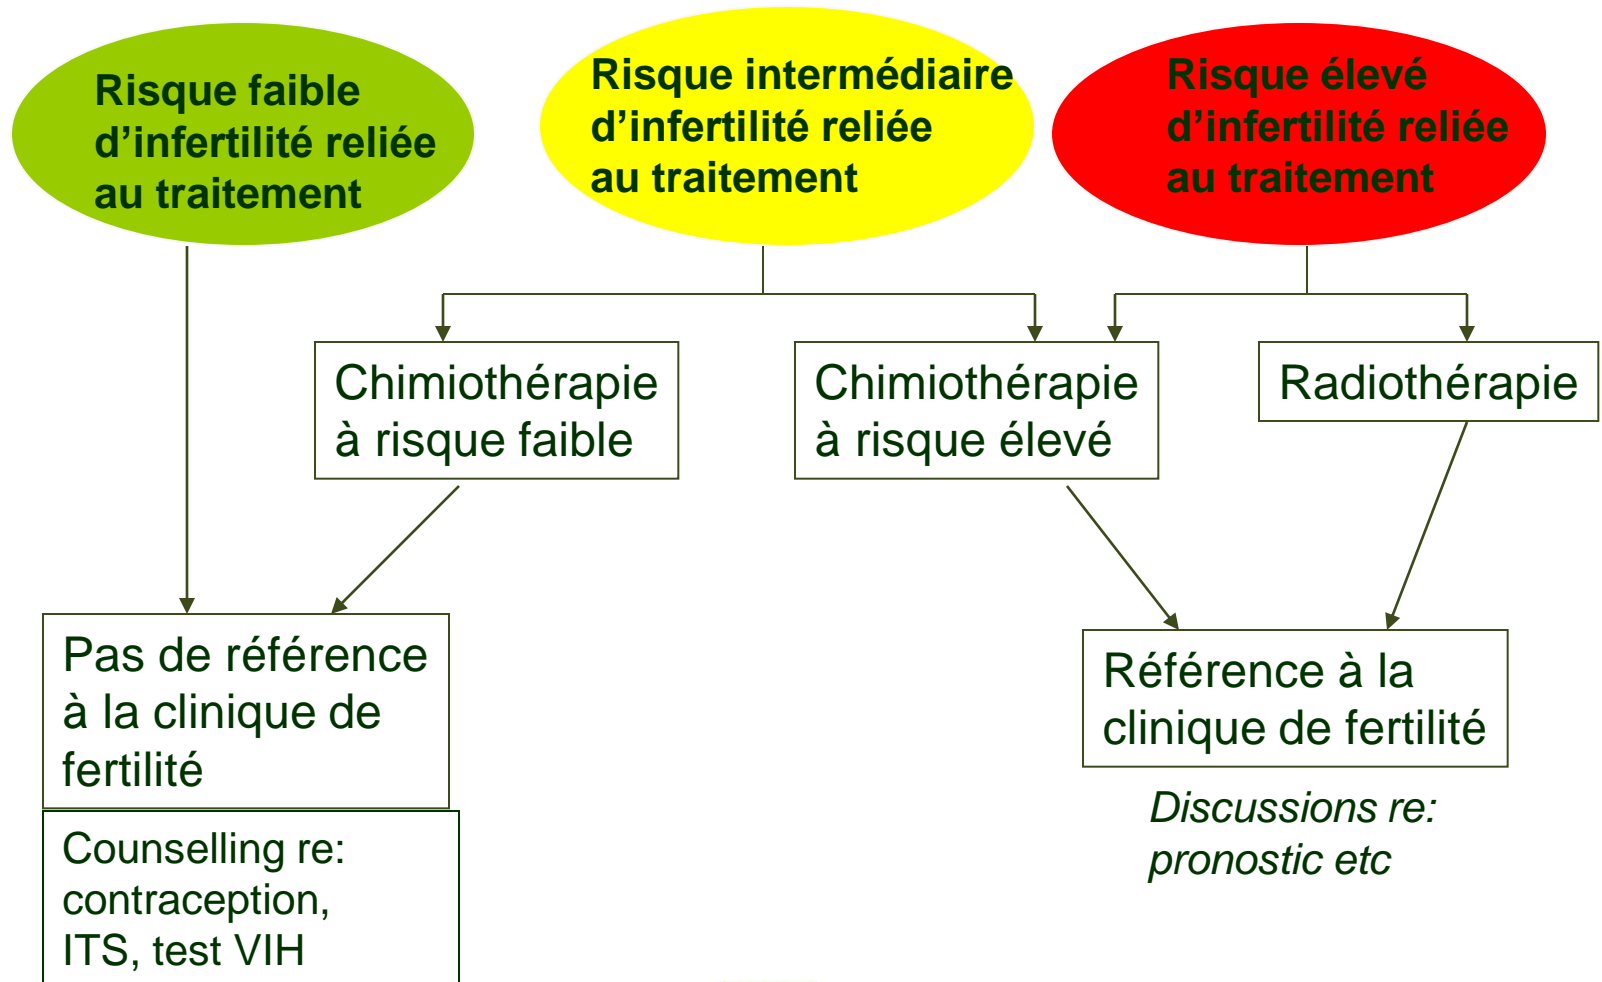 Risque faible
d’infertilité reliée
au traitement
Risque intermédiaire
d’infertilité reliée
au traitement
Risque élevé
d’infertilité reliée
au traitement
Chimiothérapie
à risque faible
Chimiothérapie
à risque élevé
Radiothérapie
Pas de référence
à la clinique de
fertilité
Référence à la
clinique de fertilité
Discussions re:
pronostic etc
Counselling re:
contraception,
ITS, test VIH